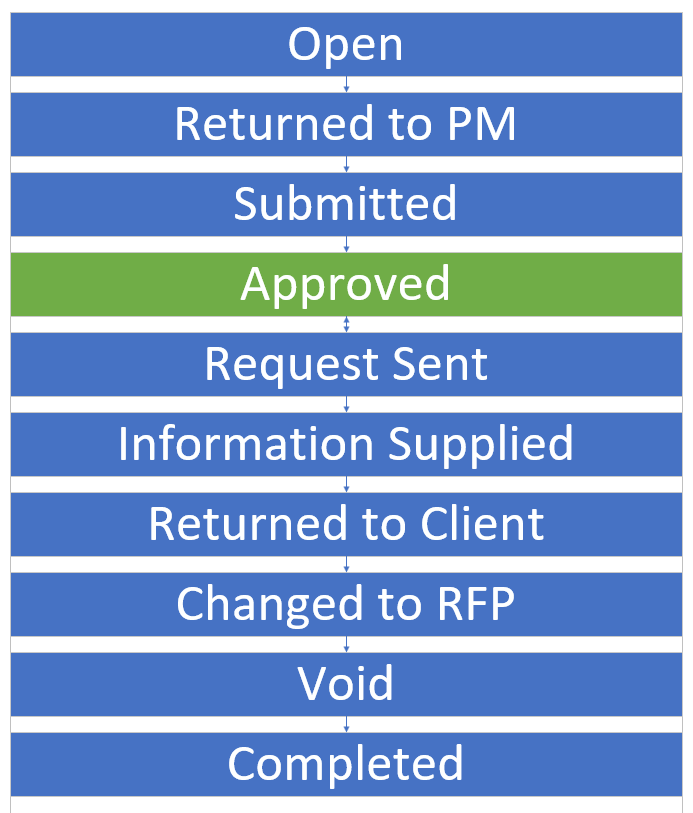 Open
Returned to PM
Submitted
Approved
Request Sent
Information Supplied
Returned to Client
Changed to RFP
Void
Completed